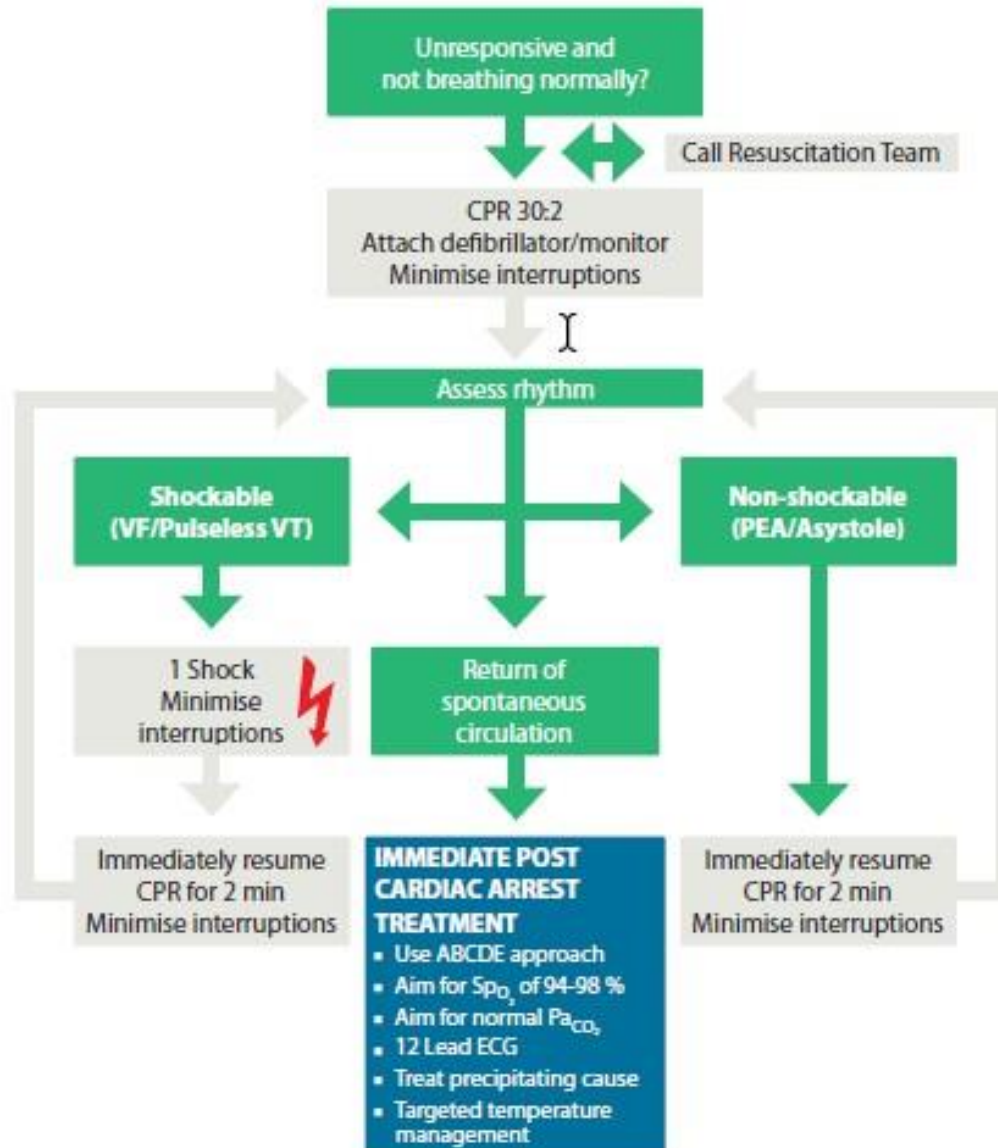 Unresponsive and
not breathing normally?
Call Resuscitation Team
CPR 30:2
Attach defibrillator/monitor
Minimise interruptions
Assess rhythm
Shockable
(VF/Pulseless VT)
Non-shockable
(PEA/Asystole)
1 Shock
Minimise
interruptions
Return of
spontaneous
circulation
Immediately resume
CPR for 2 min
Minimise interruptions
IMMEDIATE POST
CARDIAC ARREST
TREATMENT
▪ Use ABCDE approach
▪ Aim for SpO₂ of 94-98 %
▪ Aim for normal PaCO₂
▪ 12 Lead ECG
▪ Treat precipitating cause
▪ Targeted temperature
management
Immediately resume
CPR for 2 min
Minimise interruptions